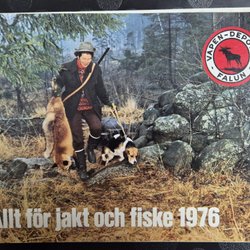 VAPEN-DEPÅ
FALUN
Allt för jakt och fiske 1976